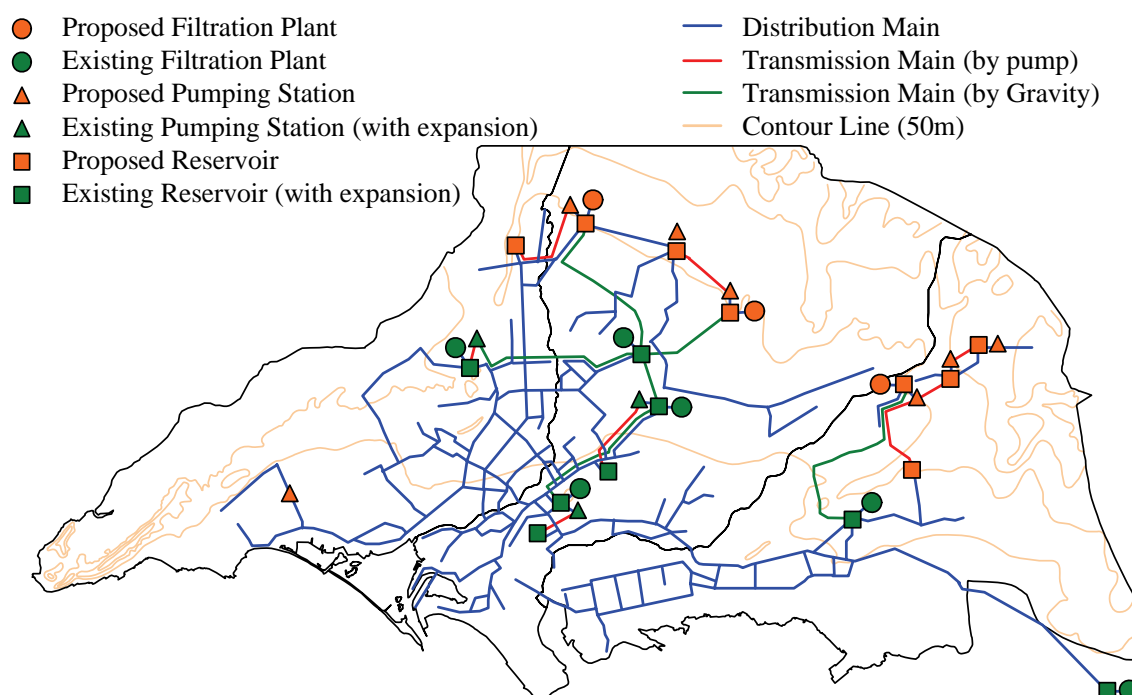 Proposed Filtration Plant
Existing Filtration Plant
Proposed Pumping Station
Existing Pumping Station (with expansion)
Proposed Reservoir
Existing Reservoir (with expansion)
Distribution Main
Transmission Main (by pump)
Transmission Main (by Gravity)
Contour Line (50m)